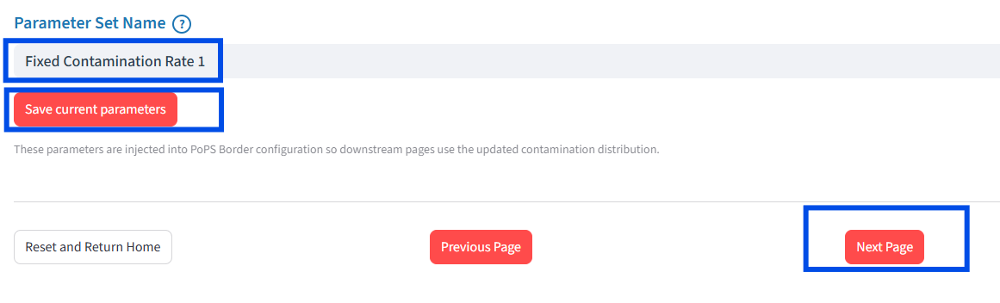 Parameter Set Name ?
Fixed Contamination Rate 1
Save current parameters
These parameters are injected into PoPS Border configuration so downstream pages use the updated contamination distribution.
Reset and Return Home
Previous Page
Next Page